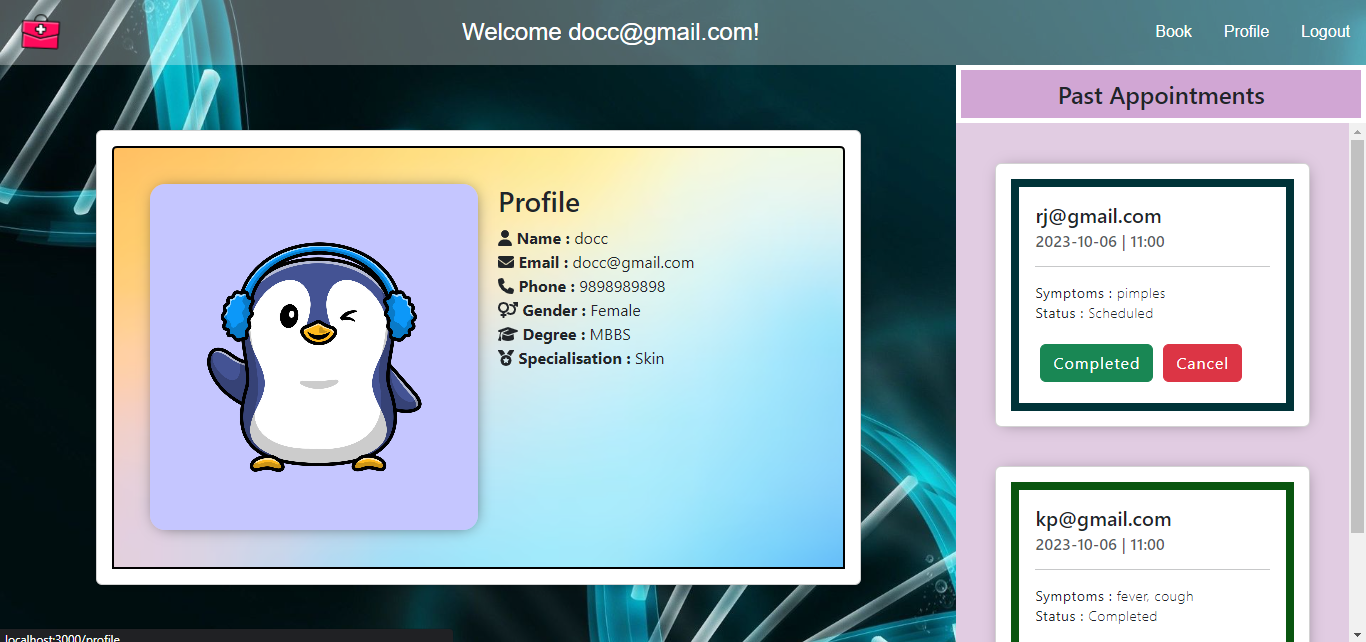 Welcome docc@gmail.com!
Book
Profile
Logout
Profile
Name : docc
Email : docc@gmail.com
Phone : 9898989898
Gender : Female
Degree : MBBS
Specialisation : Skin
Past Appointments
rj@gmail.com
2023-10-06 | 11:00
Symptoms : pimples
Status : Scheduled
Completed
Cancel
kp@gmail.com
2023-10-06 | 11:00
Symptoms : fever, cough
Status : Completed
localhost:3000/profile